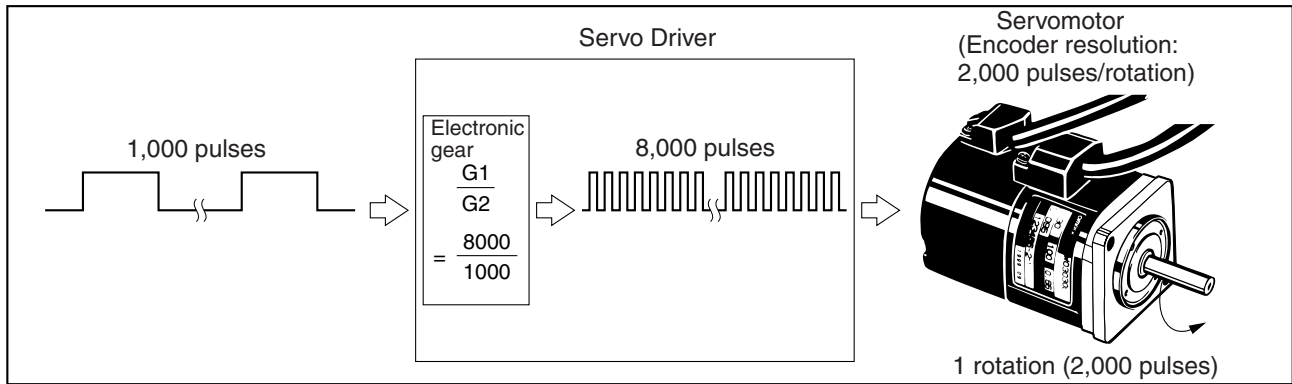 Servo Driver
Servomotor
(Encoder resolution:
2,000 pulses/rotation)
1,000 pulses
Electronic
gear
G1
G2
= 8000
1000
8,000 pulses
1 rotation (2,000 pulses)